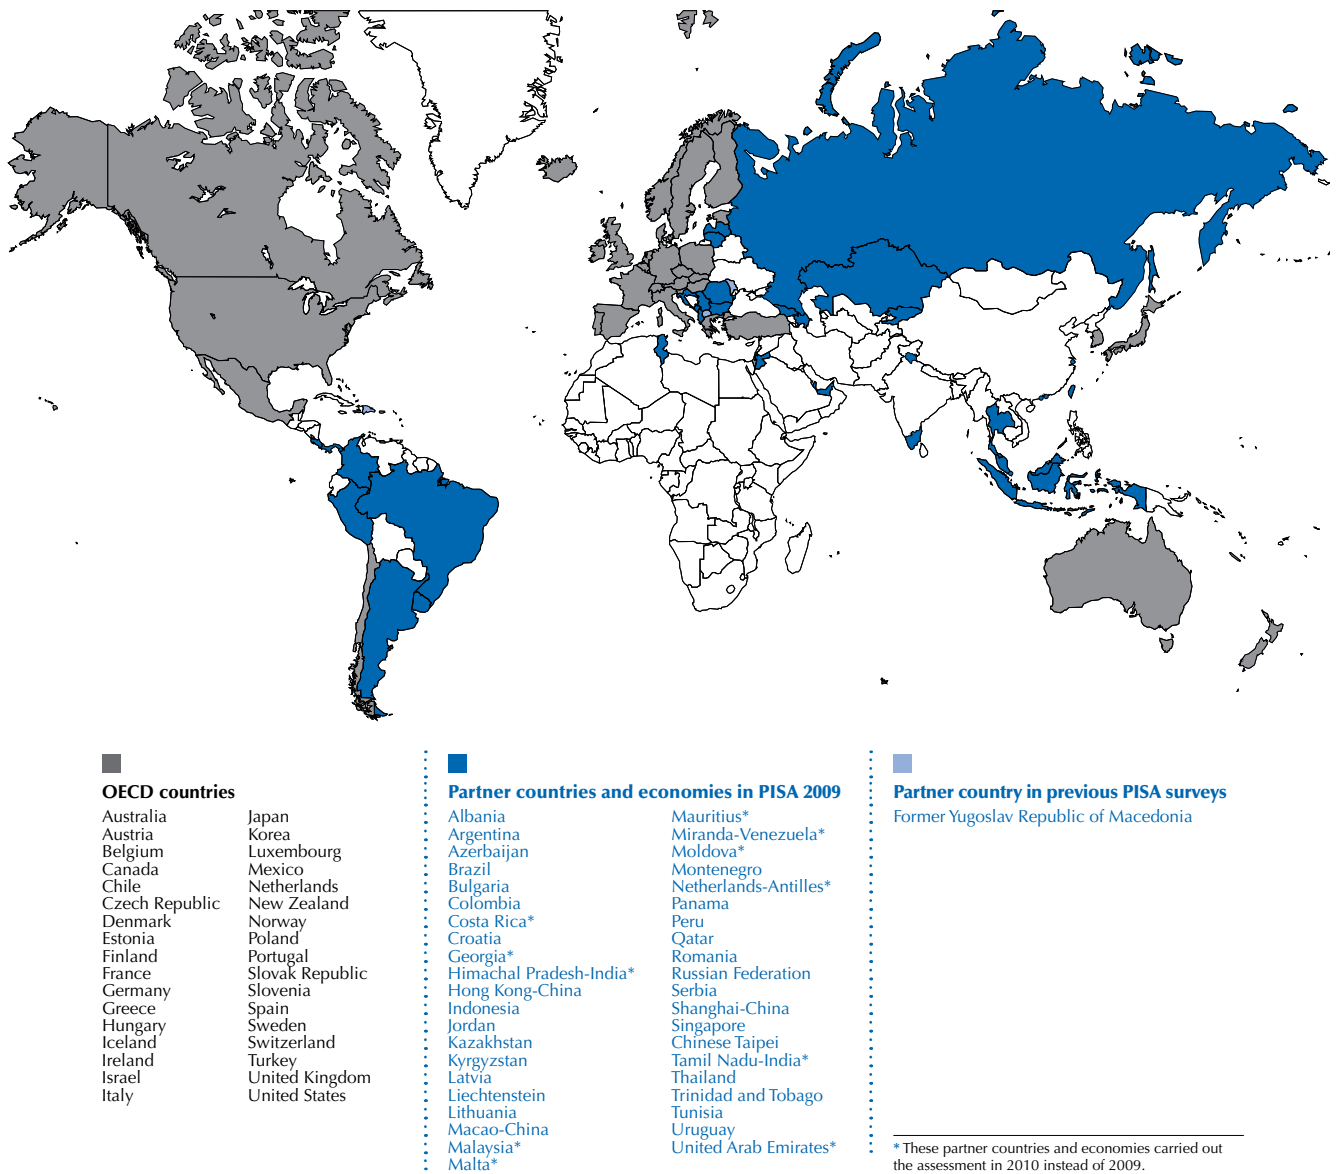 OECD countries
Australia
Austria
Belgium
Canada
Chile
Czech Republic
Denmark
Estonia
Finland
France
Germany
Greece
Hungary
Iceland
Ireland
Israel
Italy
Japan
Korea
Luxembourg
Mexico
Netherlands
New Zealand
Norway
Poland
Portugal
Slovak Republic
Slovenia
Spain
Sweden
Switzerland
Turkey
United Kingdom
United States
Partner countries and economies in PISA 2009
Albania
Argentina
Azerbaijan
Brazil
Bulgaria
Colombia
Costa Rica*
Croatia
Georgia*
Himachal Pradesh-India*
Hong Kong-China
Indonesia
Jordan
Kazakhstan
Kyrgyzstan
Latvia
Liechtenstein
Lithuania
Macao-China
Malaysia*
Malta*
Mauritius*
Miranda-Venezuela*
Moldova*
Montenegro
Netherlands-Antilles*
Panama
Peru
Qatar
Romania
Russian Federation
Serbia
Shanghai-China
Singapore
Chinese Taipei
Tamil Nadu-India*
Thailand
Trinidad and Tobago
Tunisia
Uruguay
United Arab Emirates*
Partner country in previous PISA surveys
Former Yugoslav Republic of Macedonia
* These partner countries and economies carried out
the assessment in 2010 instead of 2009.